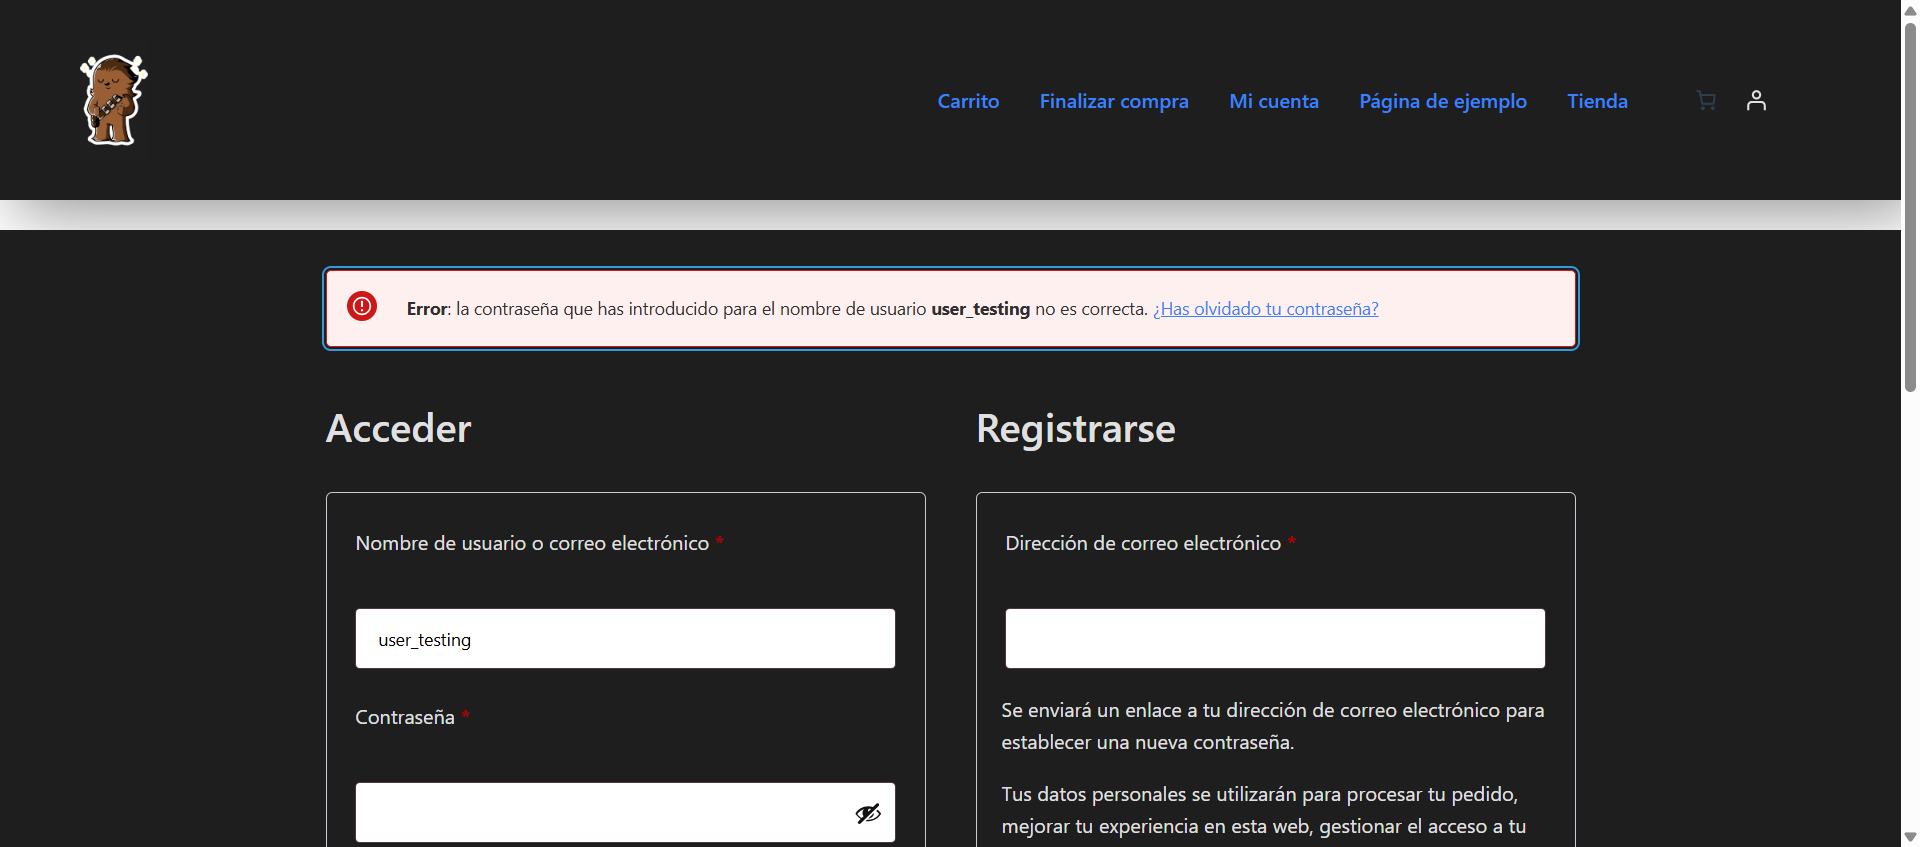 Carrito Finalizar compra Mi cuenta Página de ejemplo Tienda
Error: la contraseña que has introducido para el nombre de usuario user_testing no es correcta. ¿Has olvidado tu contraseña?
Acceder
Nombre de usuario o correo electrónico *
user_testing
Contraseña *
Registrarse
Dirección de correo electrónico *
Se enviará un enlace a tu dirección de correo electrónico para
establecer una nueva contraseña.
Tus datos personales se utilizarán para procesar tu pedido,
mejorar tu experiencia en esta web, gestionar el acceso a tu